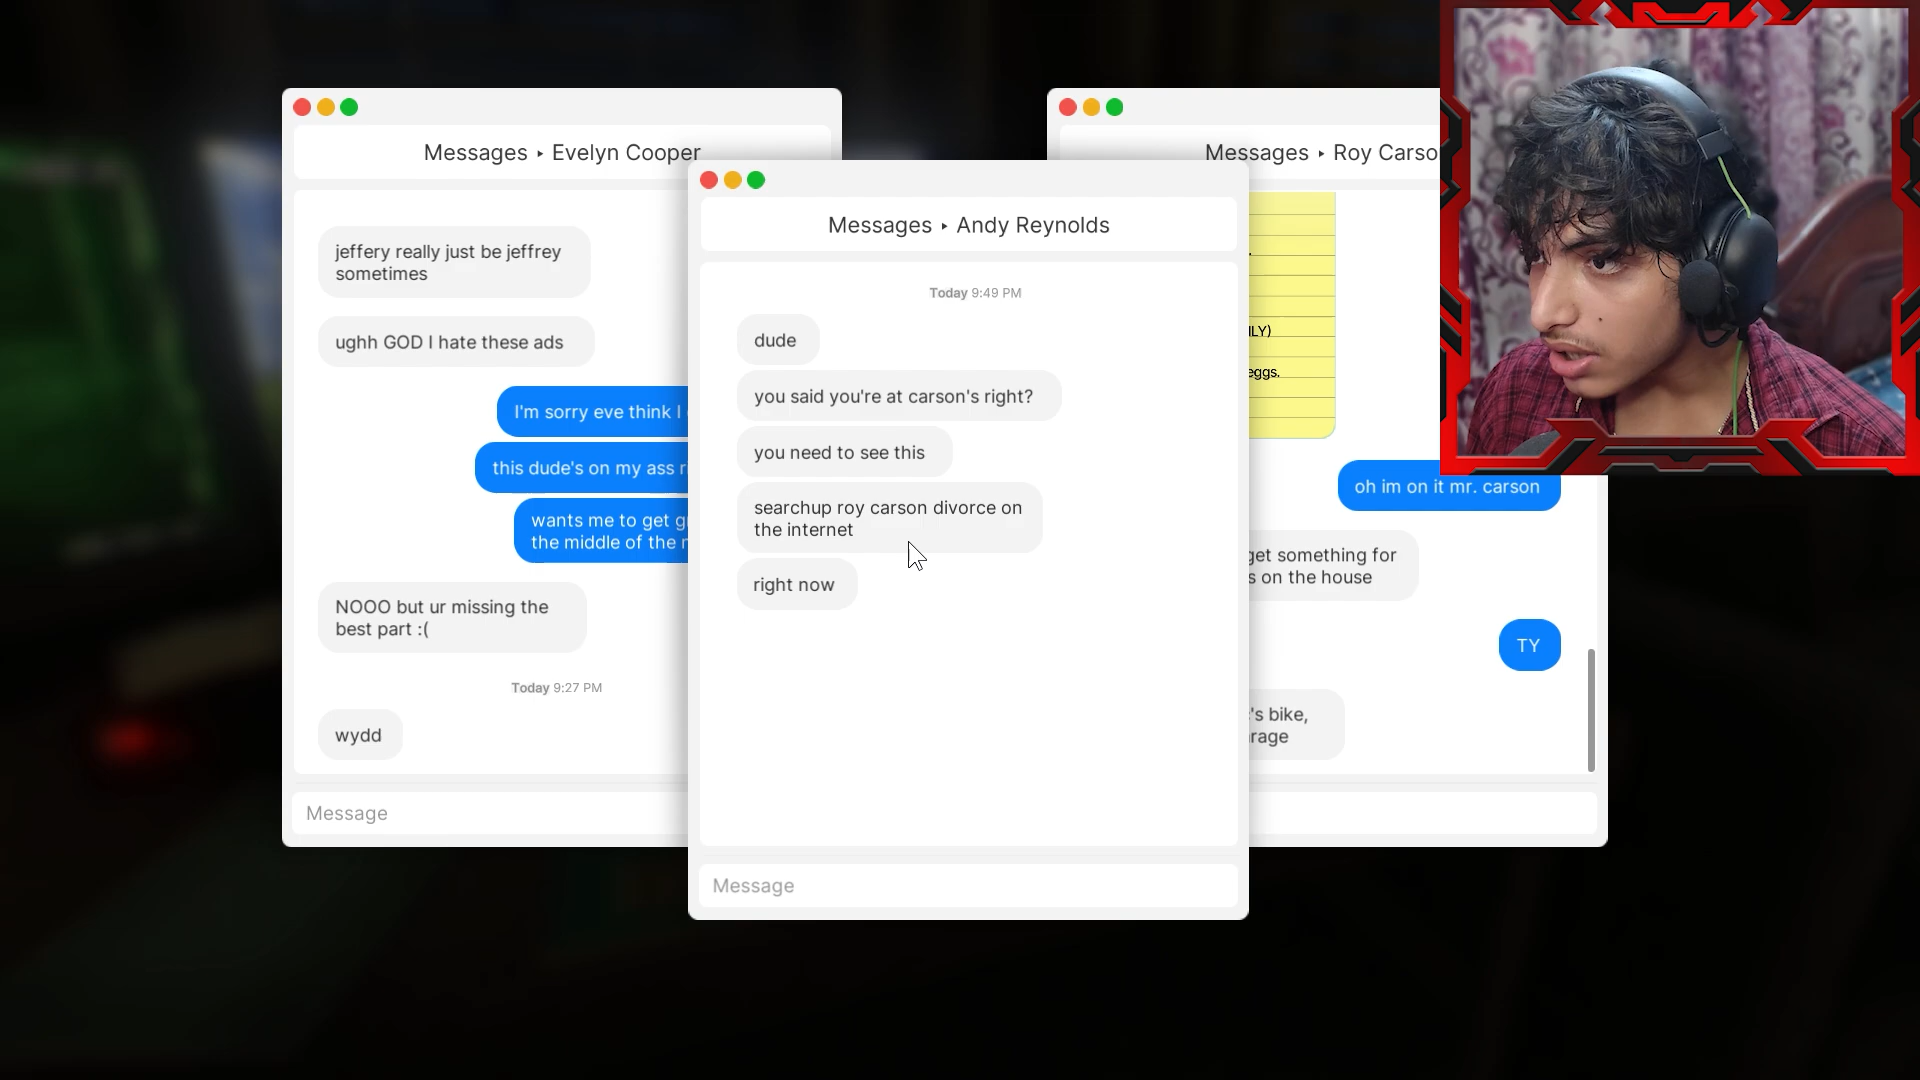 Messages ▸ Evelyn Cooper
jeffery really just be jeffrey
sometimes
ughh GOD I hate these ads
I'm sorry eve think I
this dude's on my ass
wants me to get
the middle of the
NOOO but ur missing the
best part :(
Today 9:27 PM
wydd
Message
Messages ▸ Andy Reynolds
Today 9:49 PM
dude
you said you're at carson's right?
you need to see this
searchup roy carson divorce on
the internet
right now
Message
Messages ▸ Roy
eggs.
oh im on it mr. carson
get something for
on the house
TY
bike,